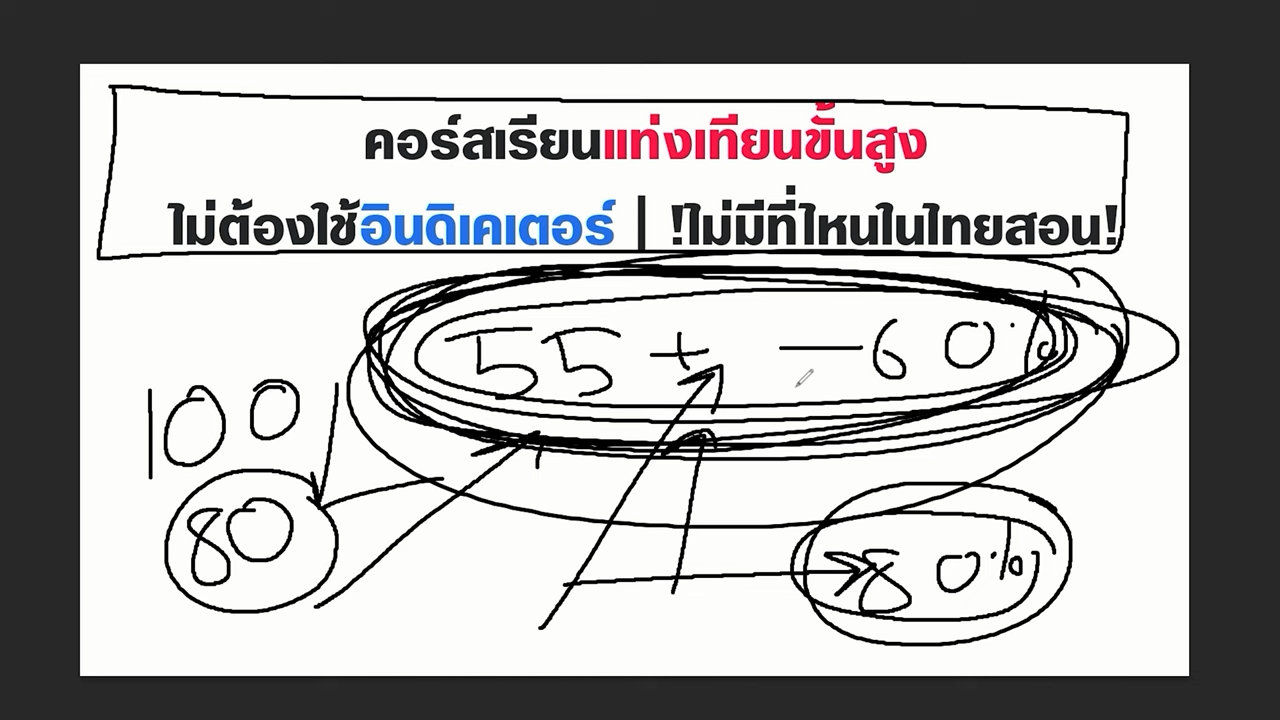 คอร์สเรียนแท่งเทียนขั้นสูง
ไม่ต้องใช้อินดิเคเตอร์ | !ไม่มีที่ไหนในไทยสอน!
55+ — 60%
100
80
80%